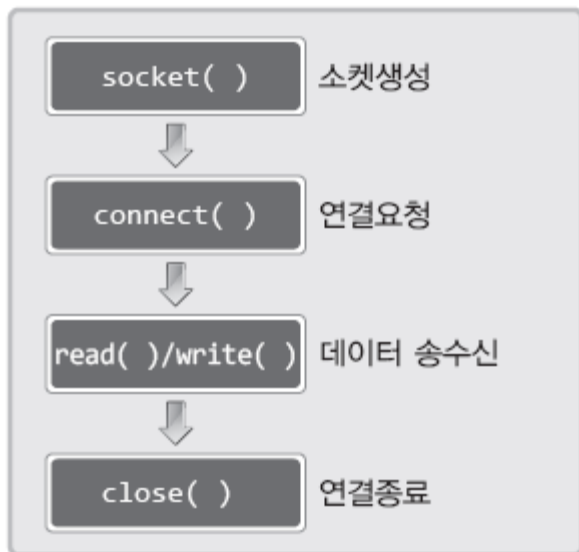 socket( ) 소켓생성
connect( ) 연결요청
read( )/write( ) 데이터 송수신
close( ) 연결종료